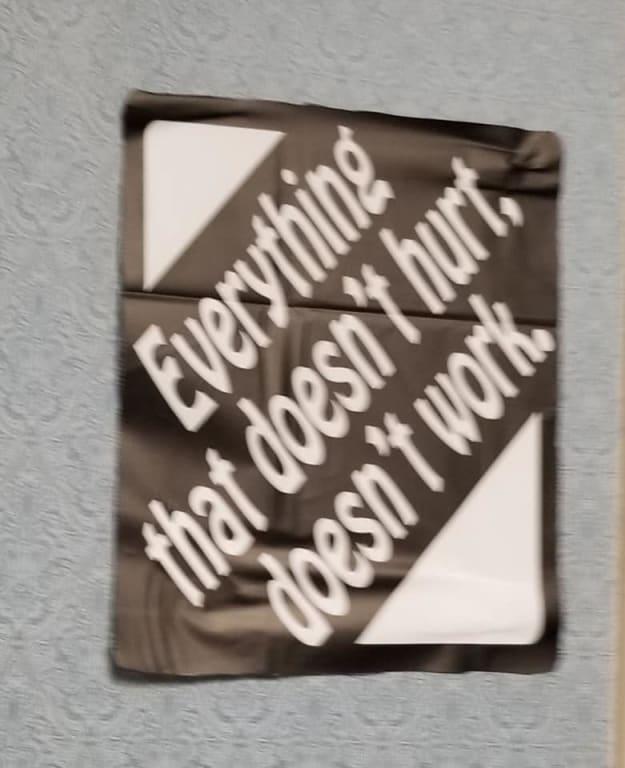 Everything
that doesn't hurt,
doesn't work.